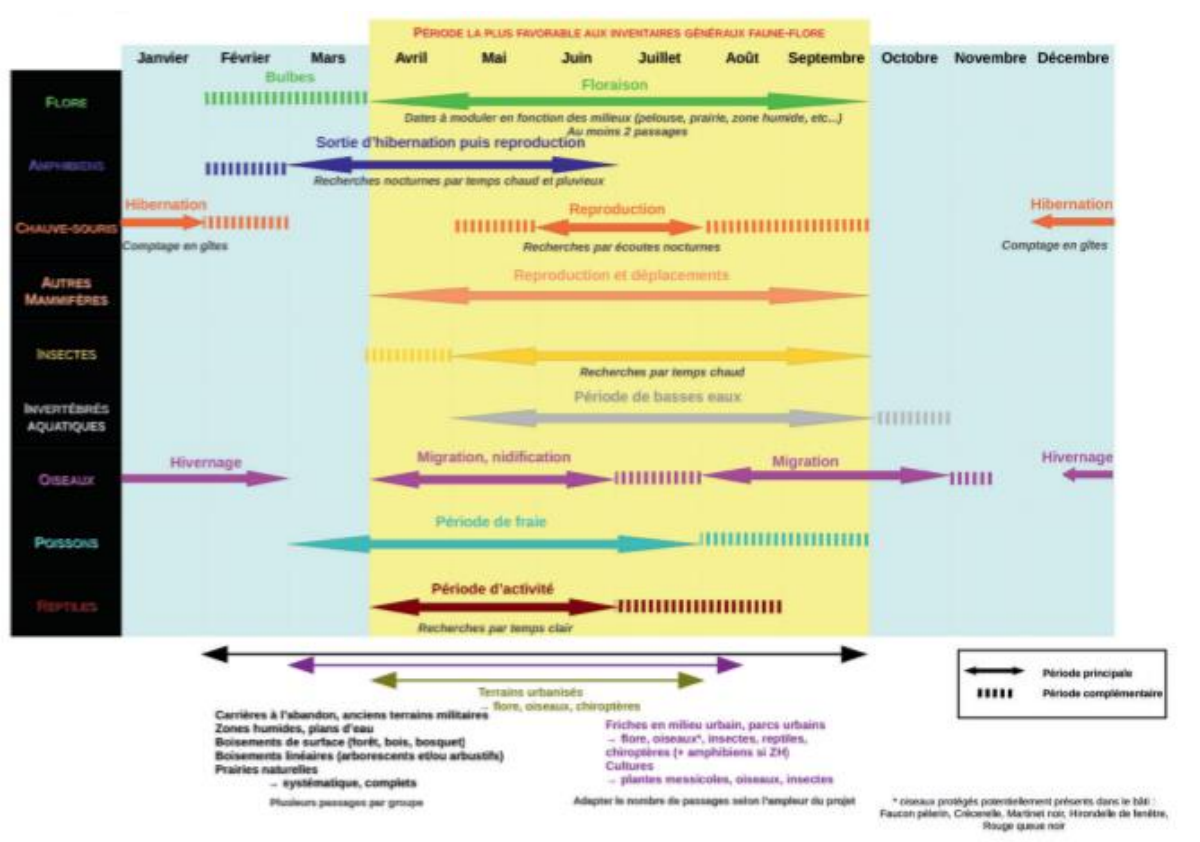 PÉRIODE LA PLUS FAVORABLE AUX INVENTAIRES GÉNÉRAUX FAUNE-FLORE
Janvier Février Mars Avril Mai Juin Juillet Août Septembre Octobre Novembre Décembre
FLORE
Bulbes
Floraison
Dates à moduler en fonction des milieux (pelouse, prairie, zone humide, etc...)
Au moins 2 passages
AMPHIBIENS
Sortie d'hibernation puis reproduction
Recherches nocturnes par temps chaud et pluvieux
CHAUVE-SOURIS
Hibernation
Comptage en gîtes
Reproduction
Recherches par écoutes nocturnes
Hibernation
Comptage en gîtes
AUTRES
MAMMIFÈRES
Reproduction et déplacements
INSECTES
Recherches par temps chaud
INVERTÉBRÉS
AQUATIQUES
Période de basses eaux
OISEAUX
Hivernage
Migration, nidification
Migration
Hivernage
POISSONS
Période de fraie
REPTILES
Période d'activité
Recherches par temps clair
Terrains urbanisés
→ flore, oiseaux, chiroptères
Carrières à l'abandon, anciens terrains militaires
Zones humides, plans d'eau
Boisements de surface (forêt, bois, bosquet)
Boisements linéaires (arborescents et/ou arbustifs)
Prairies naturelles
→ systématique, complets
Plusieurs passages par groupe
Friches en milieu urbain, parcs urbains
→ flore, oiseaux*, insectes, reptiles,
chiroptères (+ amphibiens si ZH)
Cultures
→ plantes messicoles, oiseaux, insectes
Adapter le nombre de passages selon l'ampleur du projet
Période principale
Période complémentaire
* oiseaux protégés potentiellement présents dans le bâti :
Faucon pèlerin, Crécerelle, Martinet noir, Hirondelle de fenêtre,
Rouge queue noir